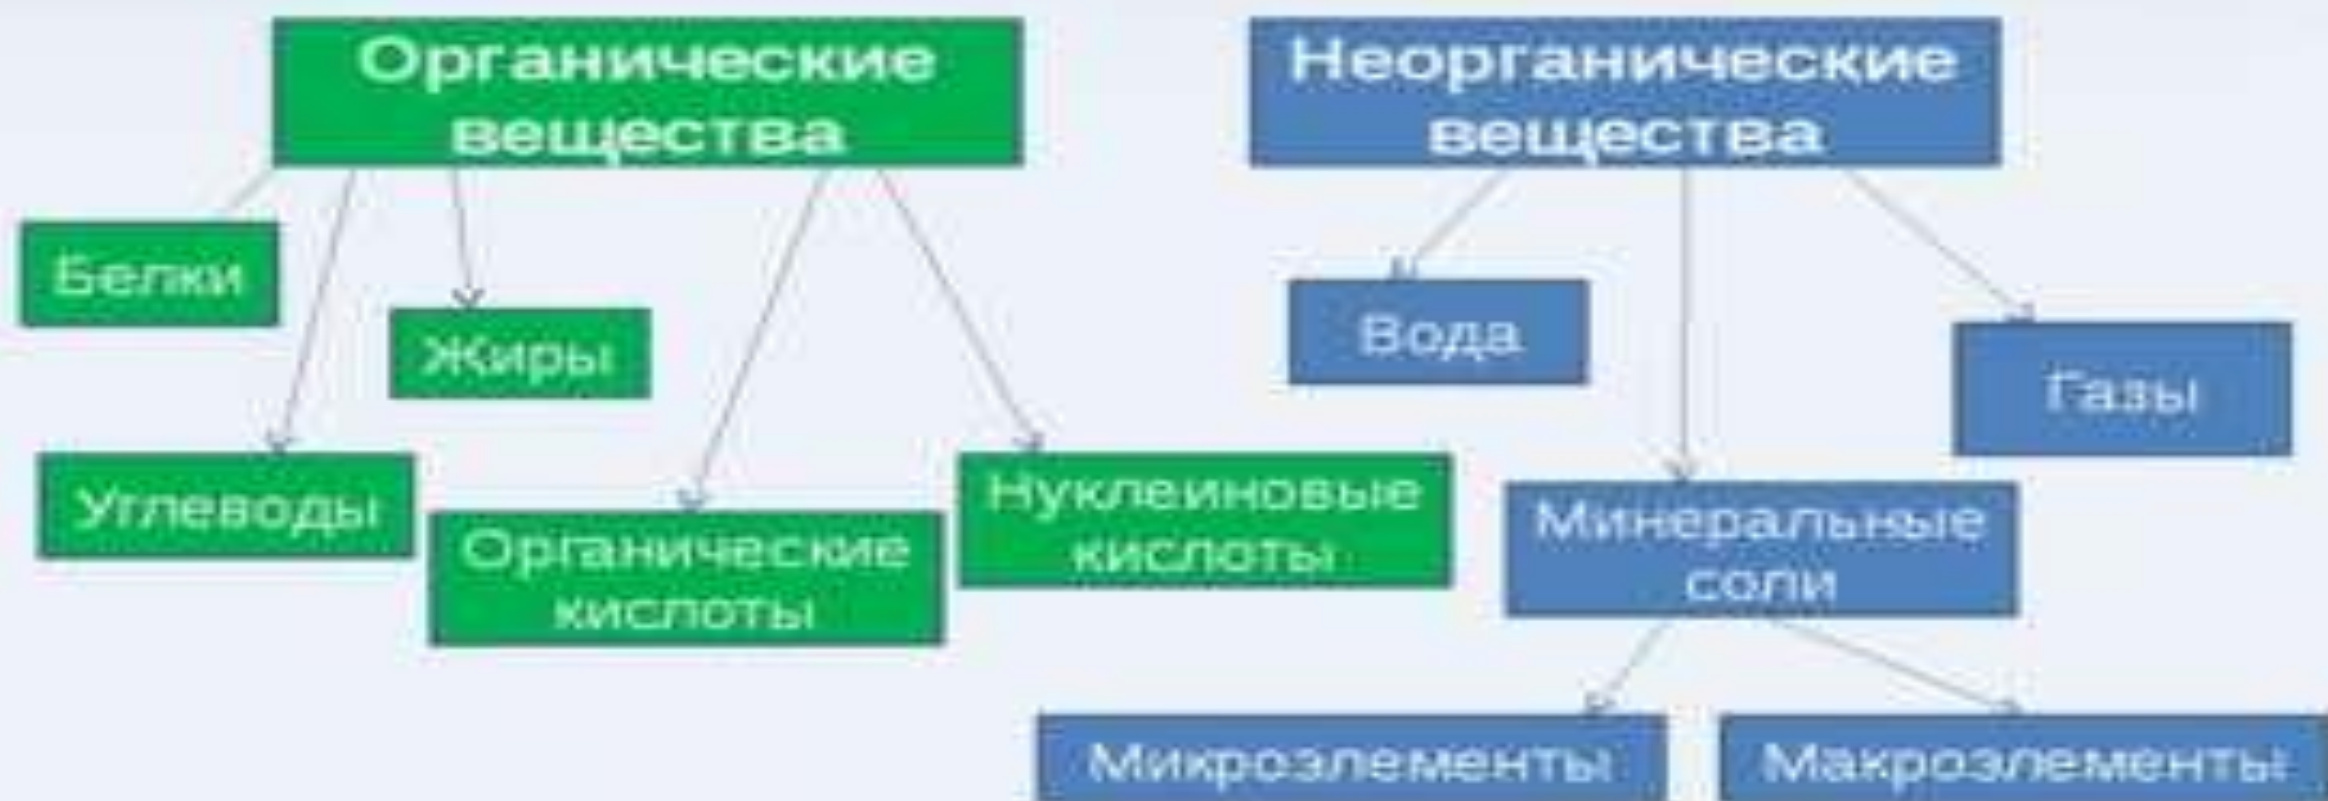 Органические
вещества
Белки
Жиры
Углеводы
Органические
кислоты
Нуклеиновые
кислоты
Неорганические
вещества
Вода
Газы
Минеральные
соли
Микроэлементы
Макроэлементы